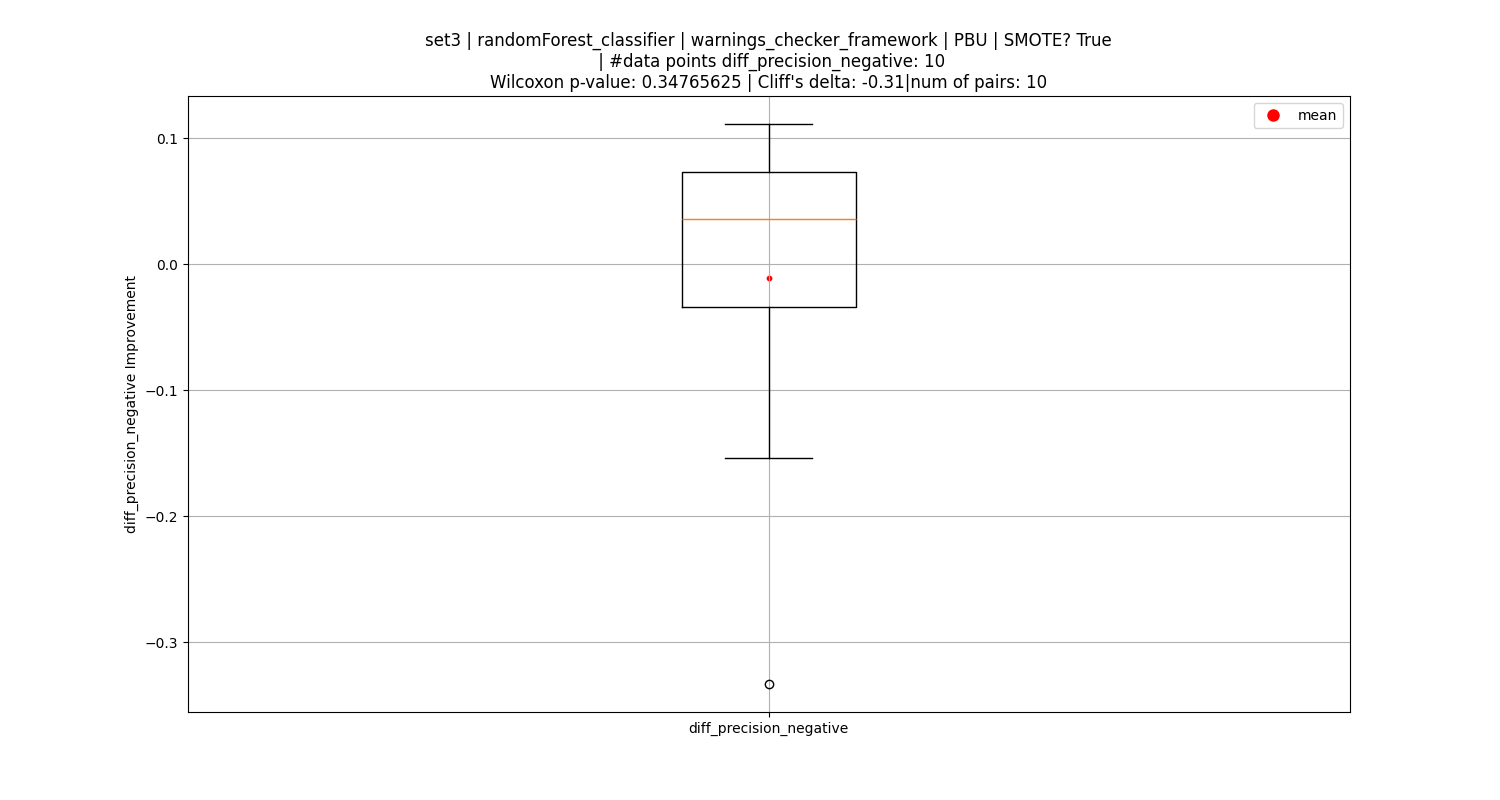 set3 | randomForest_classifier | warnings_checker_framework | PBU | SMOTE? True
| #data points diff_precision_negative: 10
Wilcoxon p-value: 0.34765625 | Cliff's delta: -0.31|num of pairs: 10
mean
0.1
0.0
−0.1
−0.2
−0.3
diff_precision_negative Improvement
diff_precision_negative